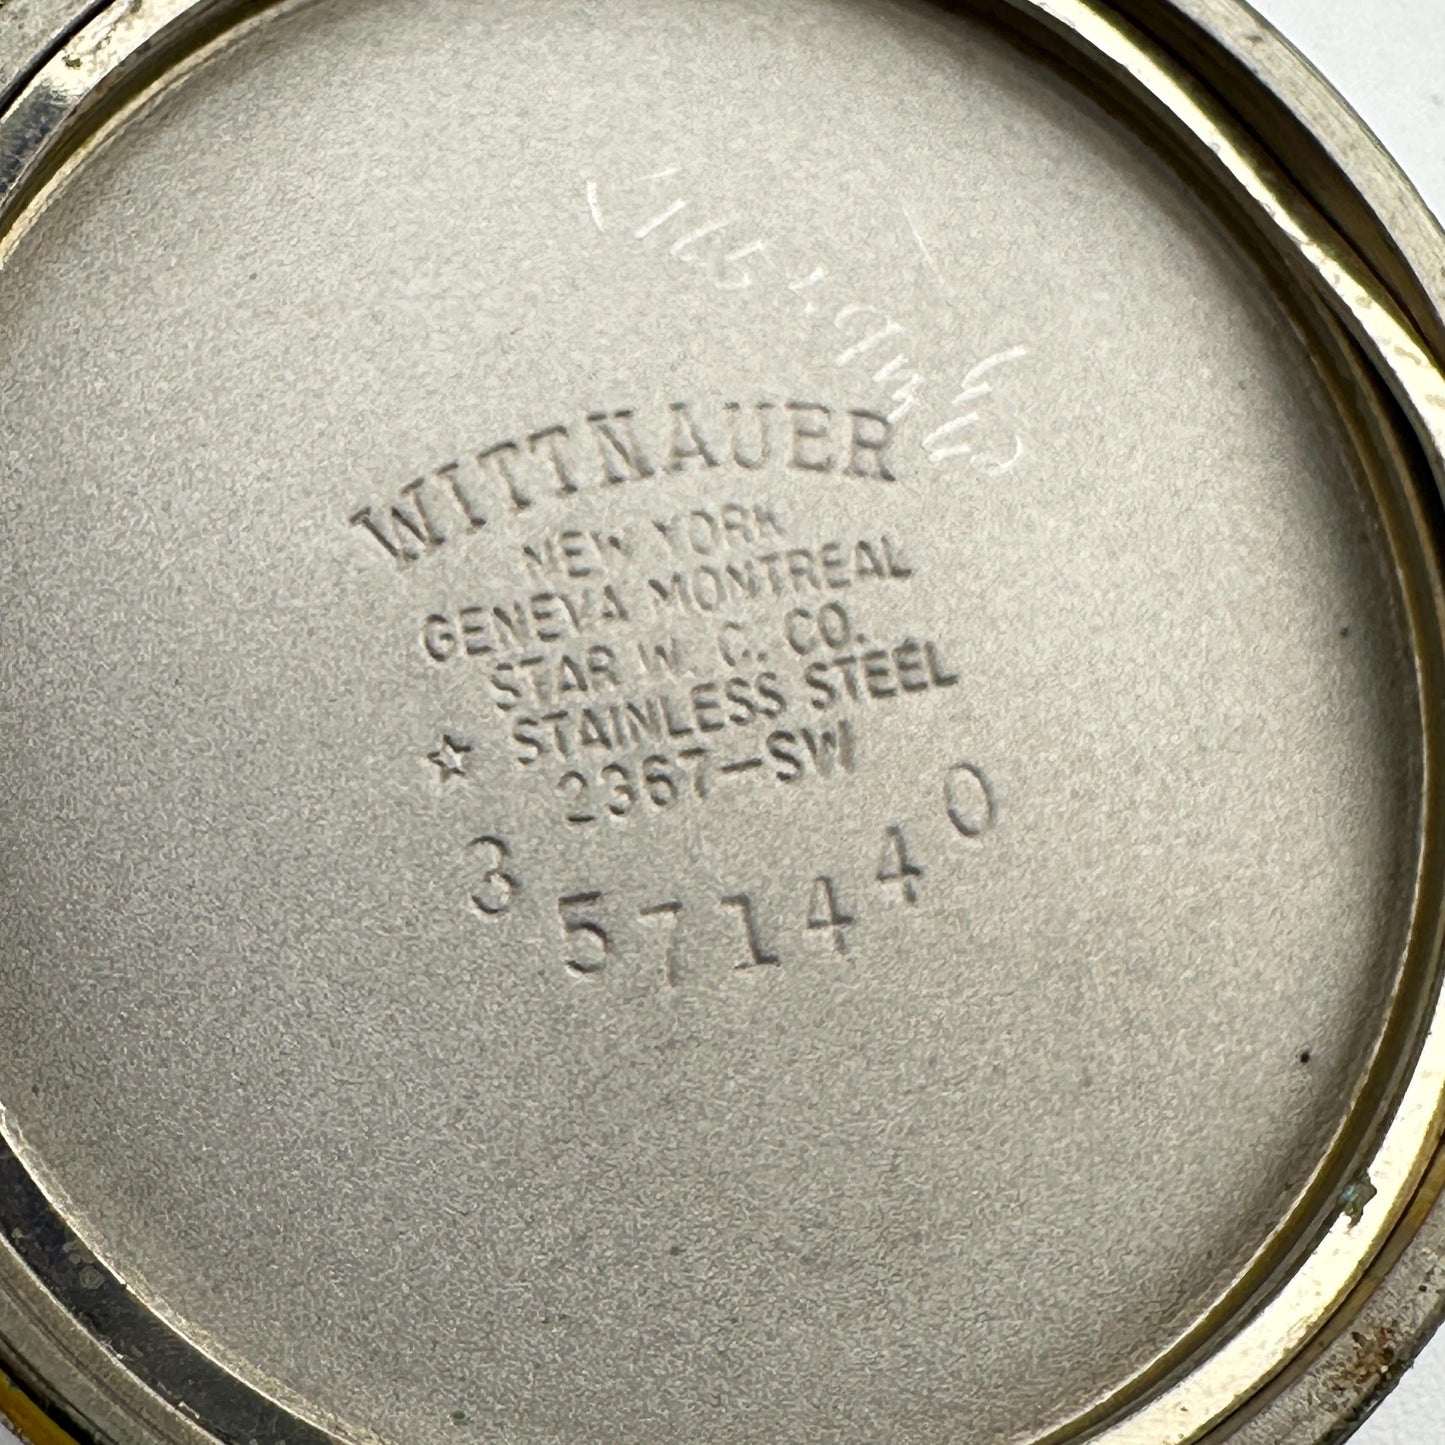 WITTNAUER
NEW YORK
GENEVA MONTREAL
STAR W. C. CO.
☆ STAINLESS STEEL
2367-SW
3571440